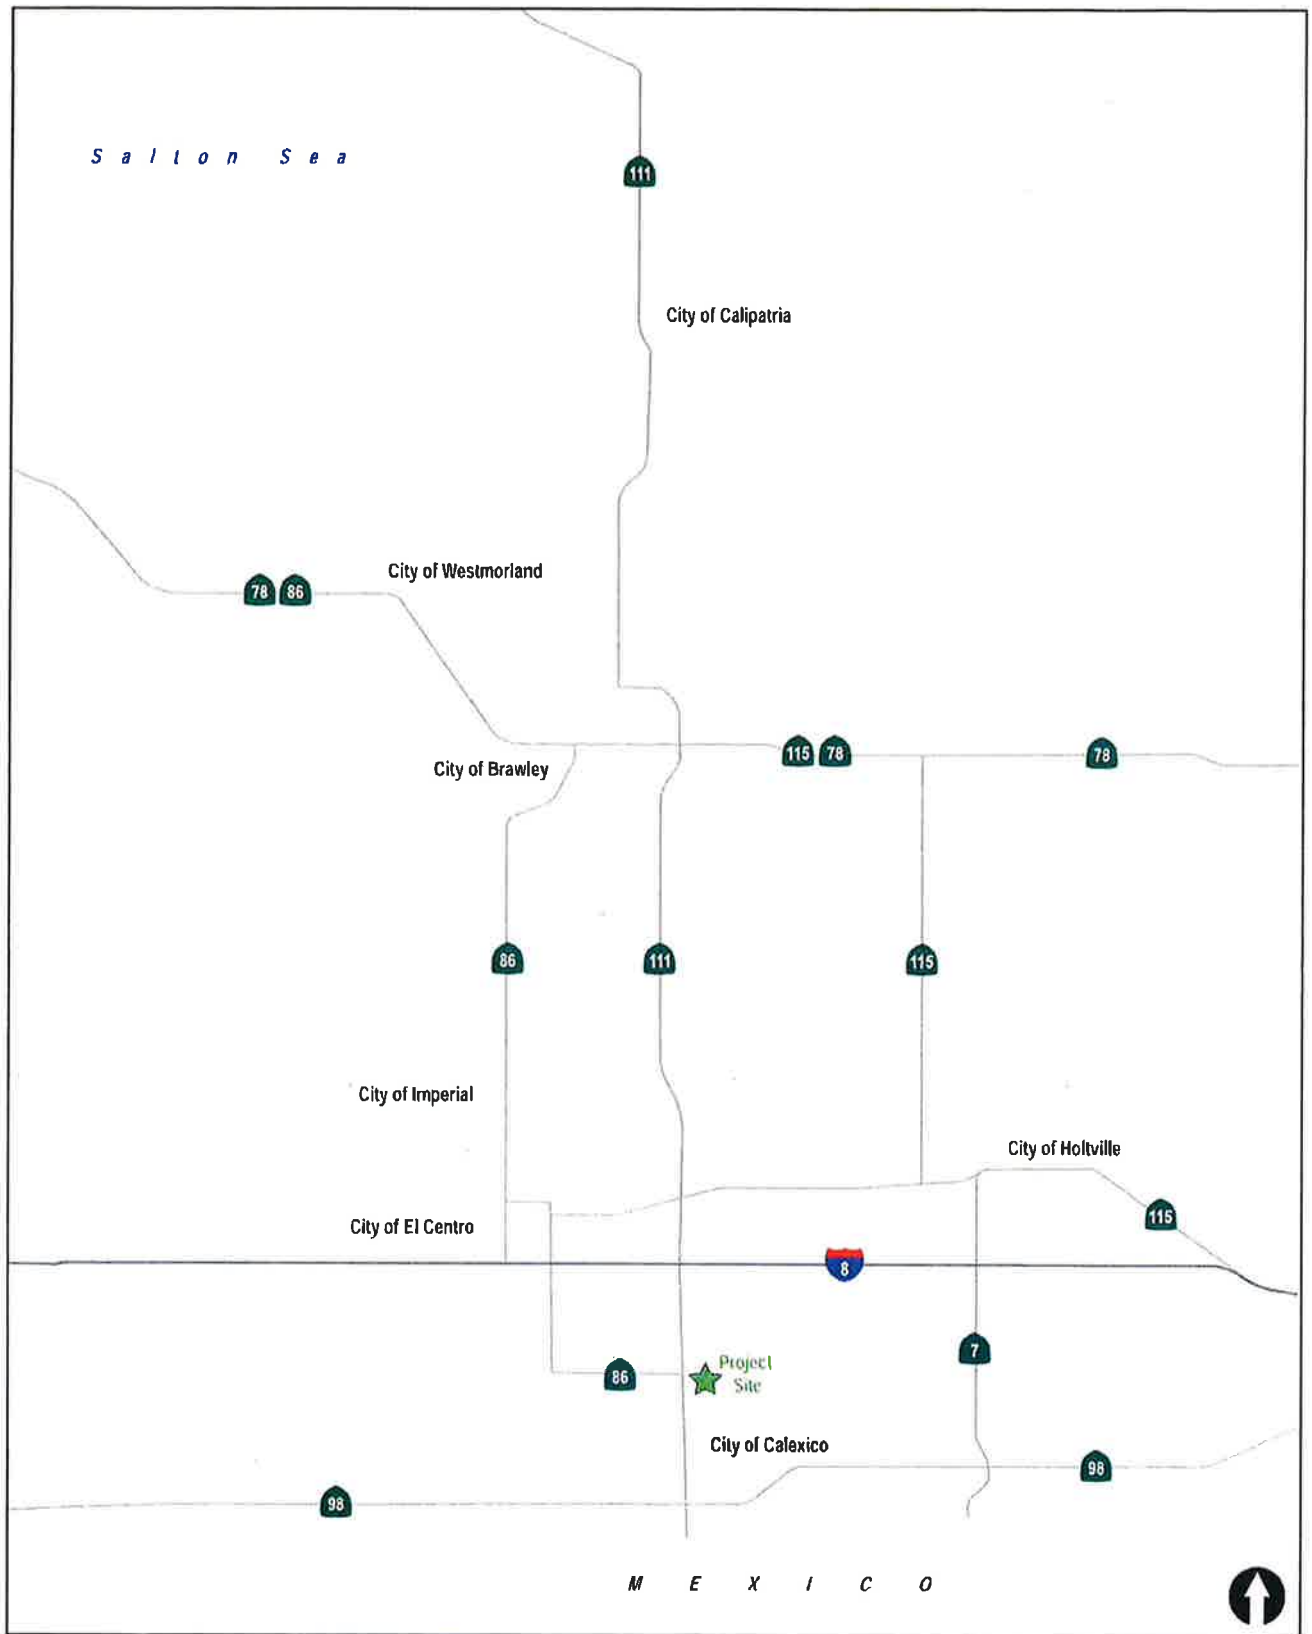 Salton Sea
111
City of Calipatria
City of Westmorland
78 86
City of Brawley
115 78
78
86
111
115
City of Imperial
City of Holtville
115
City of El Centro
8
7
Project
Site
86
City of Calexico
98
98
MEXICO